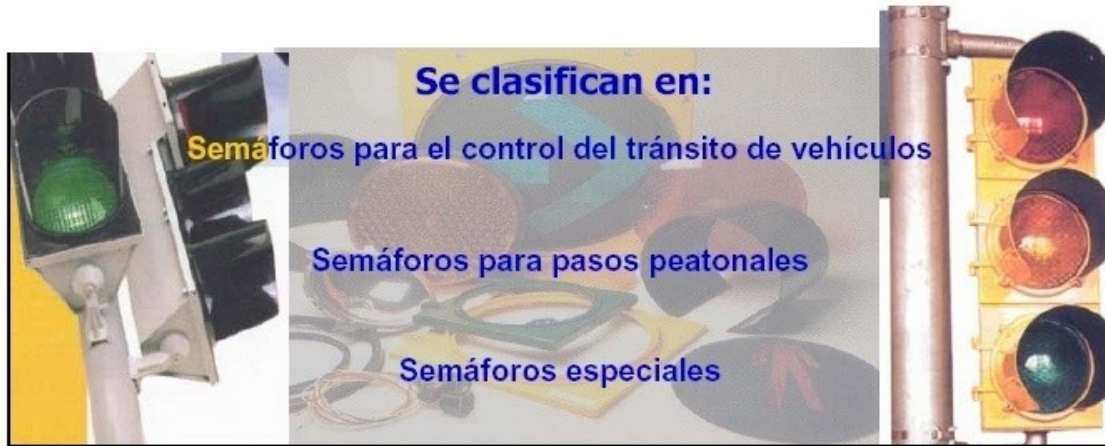 Se clasifican en:
Semáforos para el control del tránsito de vehículos
Semáforos para pasos peatonales
Semáforos especiales